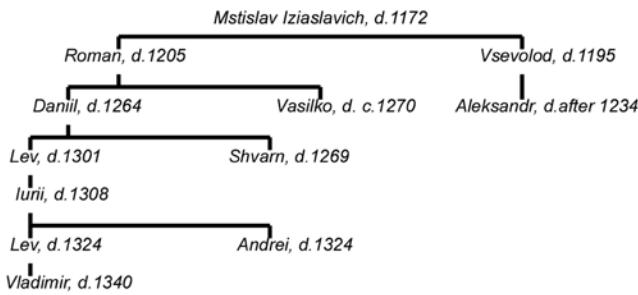 Mstislav Iziaslavich, d.1172
Roman, d.1205 Vsevolod, d.1195
Daniil, d.1264 Vasilko, d. c.1270 Aleksandr, d.after 1234
Lev, d.1301 Shvarn, d.1269
Iurii, d.1308
Lev, d.1324 Andrei, d.1324
Vladimir, d.1340